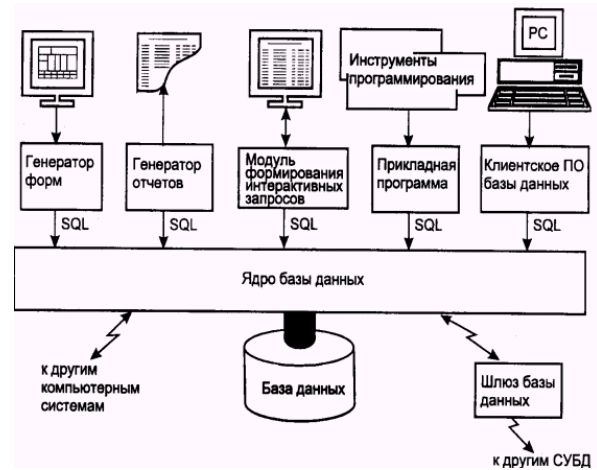 PC
Инструменты
программирования
Генератор
форм
Генератор
отчетов
Модуль
формирования
интерактивных
запросов
Прикладная
программа
Клиентское ПО
базы данных
SQL
SQL
SQL
SQL
SQL
Ядро базы данных
к другим
компьютерным
системам
База данных
Шлюз базы
данных
к другим СУБД